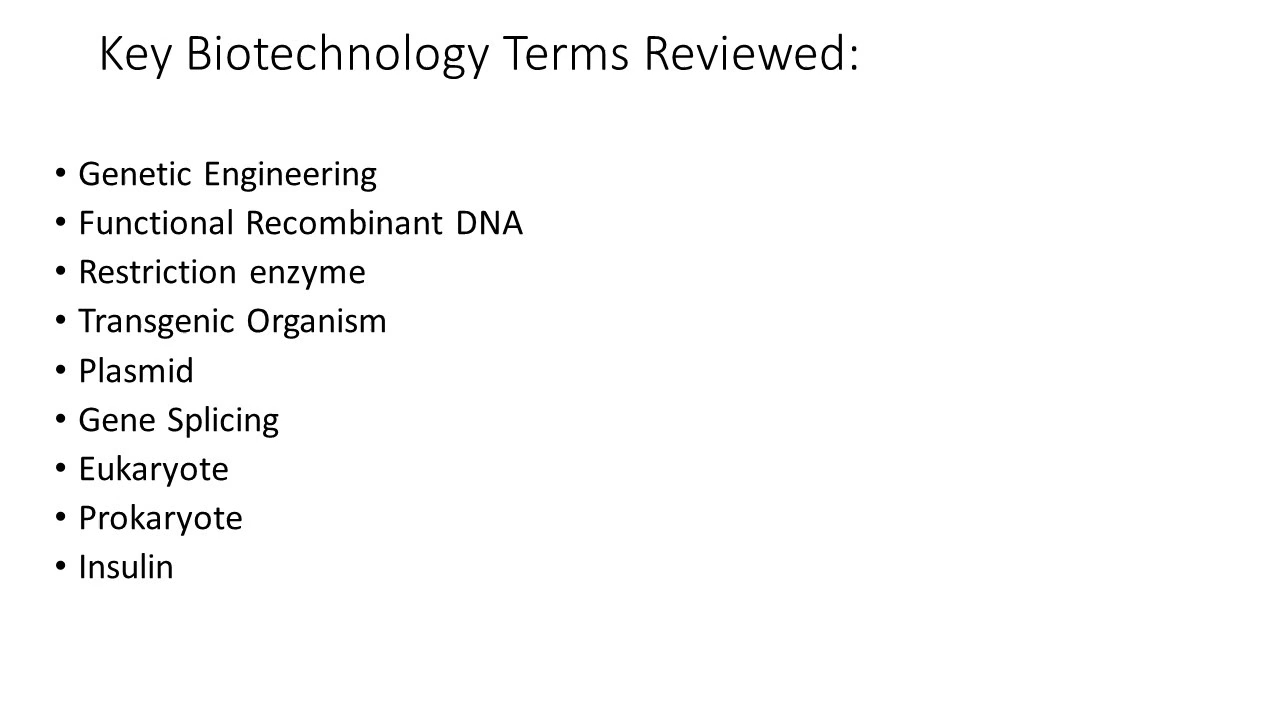 Key Biotechnology Terms Reviewed:
• Genetic Engineering
• Functional Recombinant DNA
• Restriction enzyme
• Transgenic Organism
• Plasmid
• Gene Splicing
• Eukaryote
• Prokaryote
• Insulin